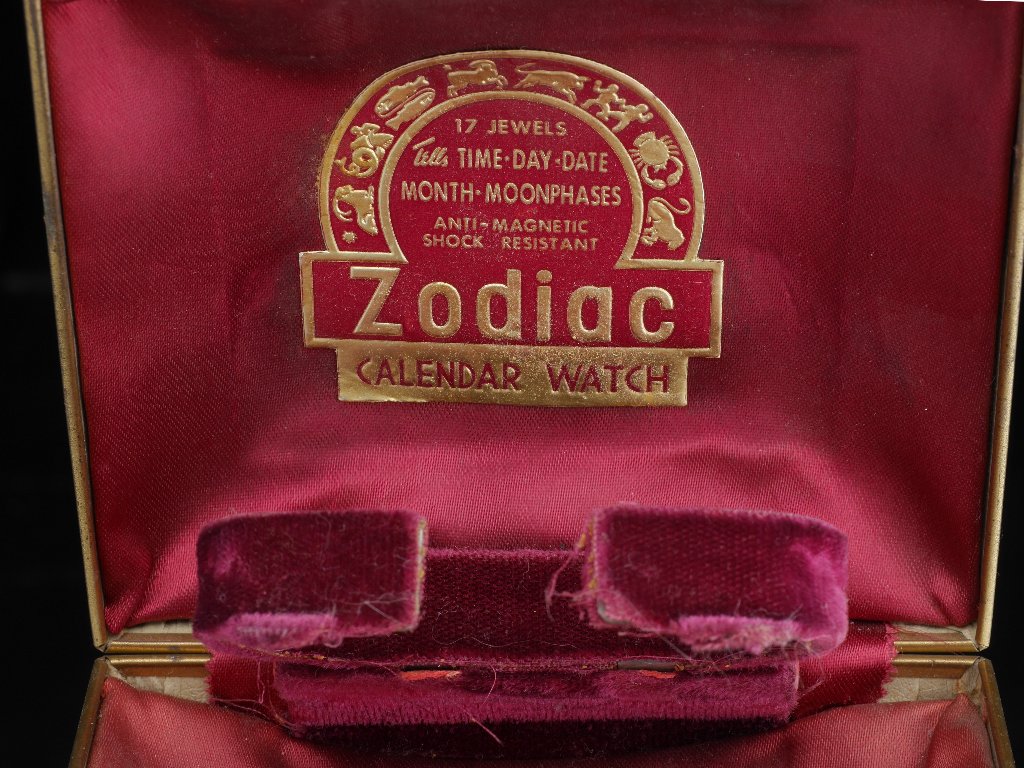 17 JEWELS
Tells TIME·DAY·DATE
MONTH·MOONPHASES
ANTI-MAGNETIC
SHOCK RESISTANT
Zodiac
CALENDAR WATCH